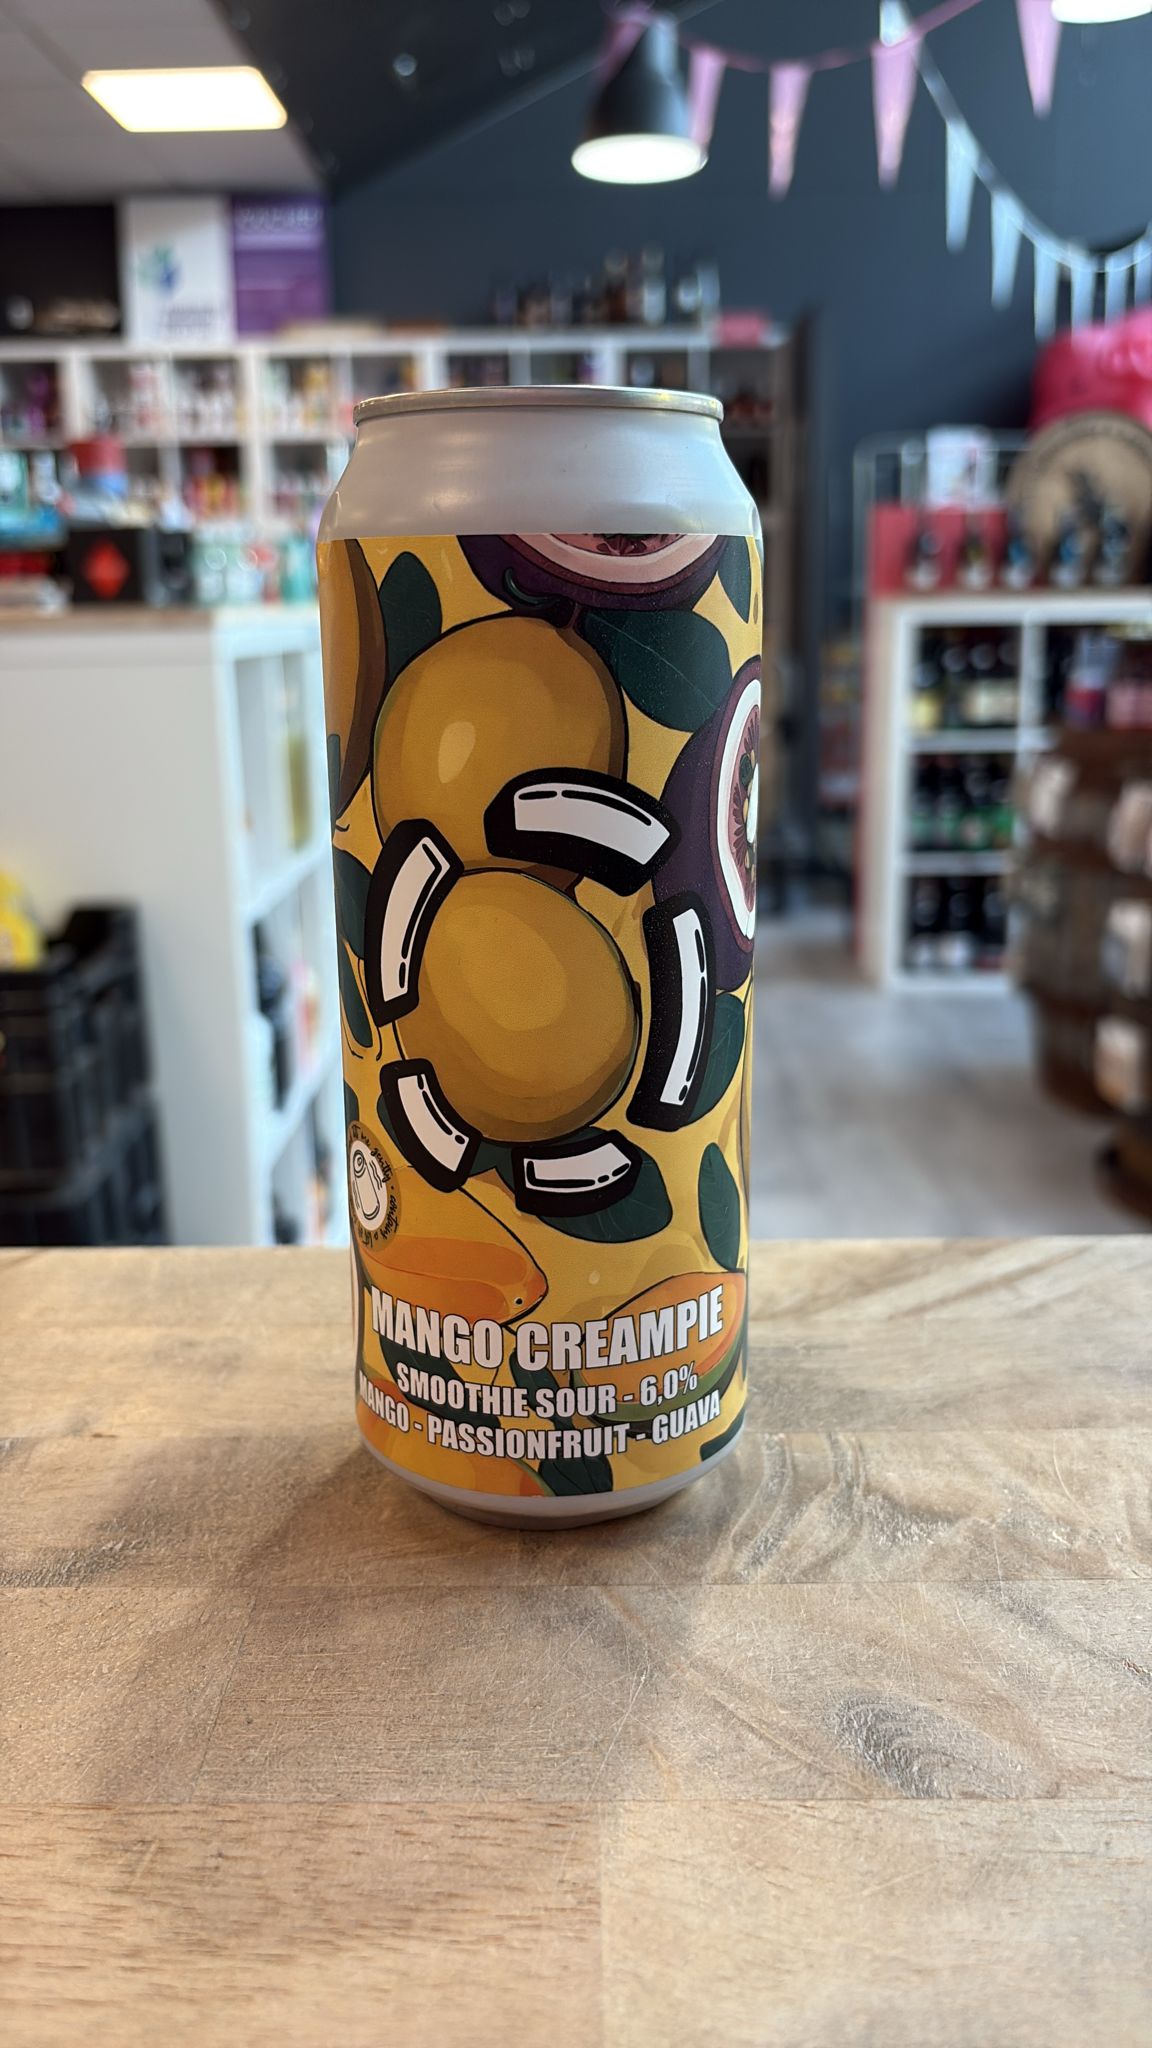 MANGO CREAMPIE
SMOOTHIE SOUR - 6,0%
MANGO - PASSIONFRUIT - GUAVA